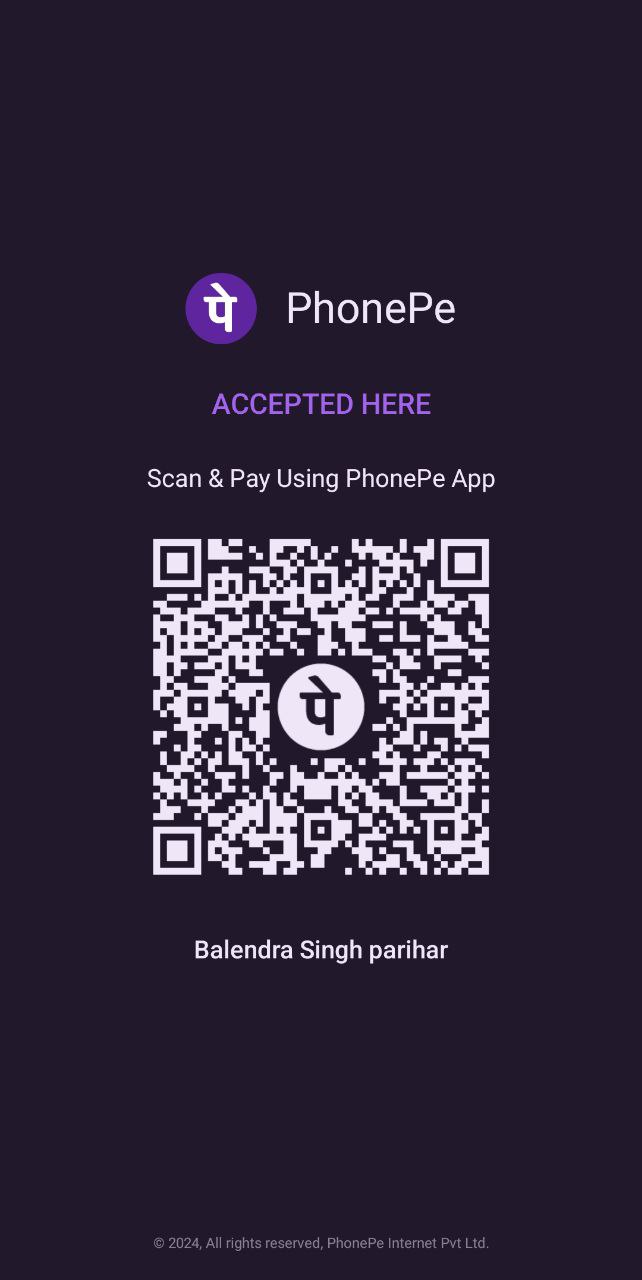 पे PhonePe
ACCEPTED HERE
Scan & Pay Using PhonePe App
पे
Balendra Singh parihar
© 2024, All rights reserved, PhonePe Internet Pvt Ltd.